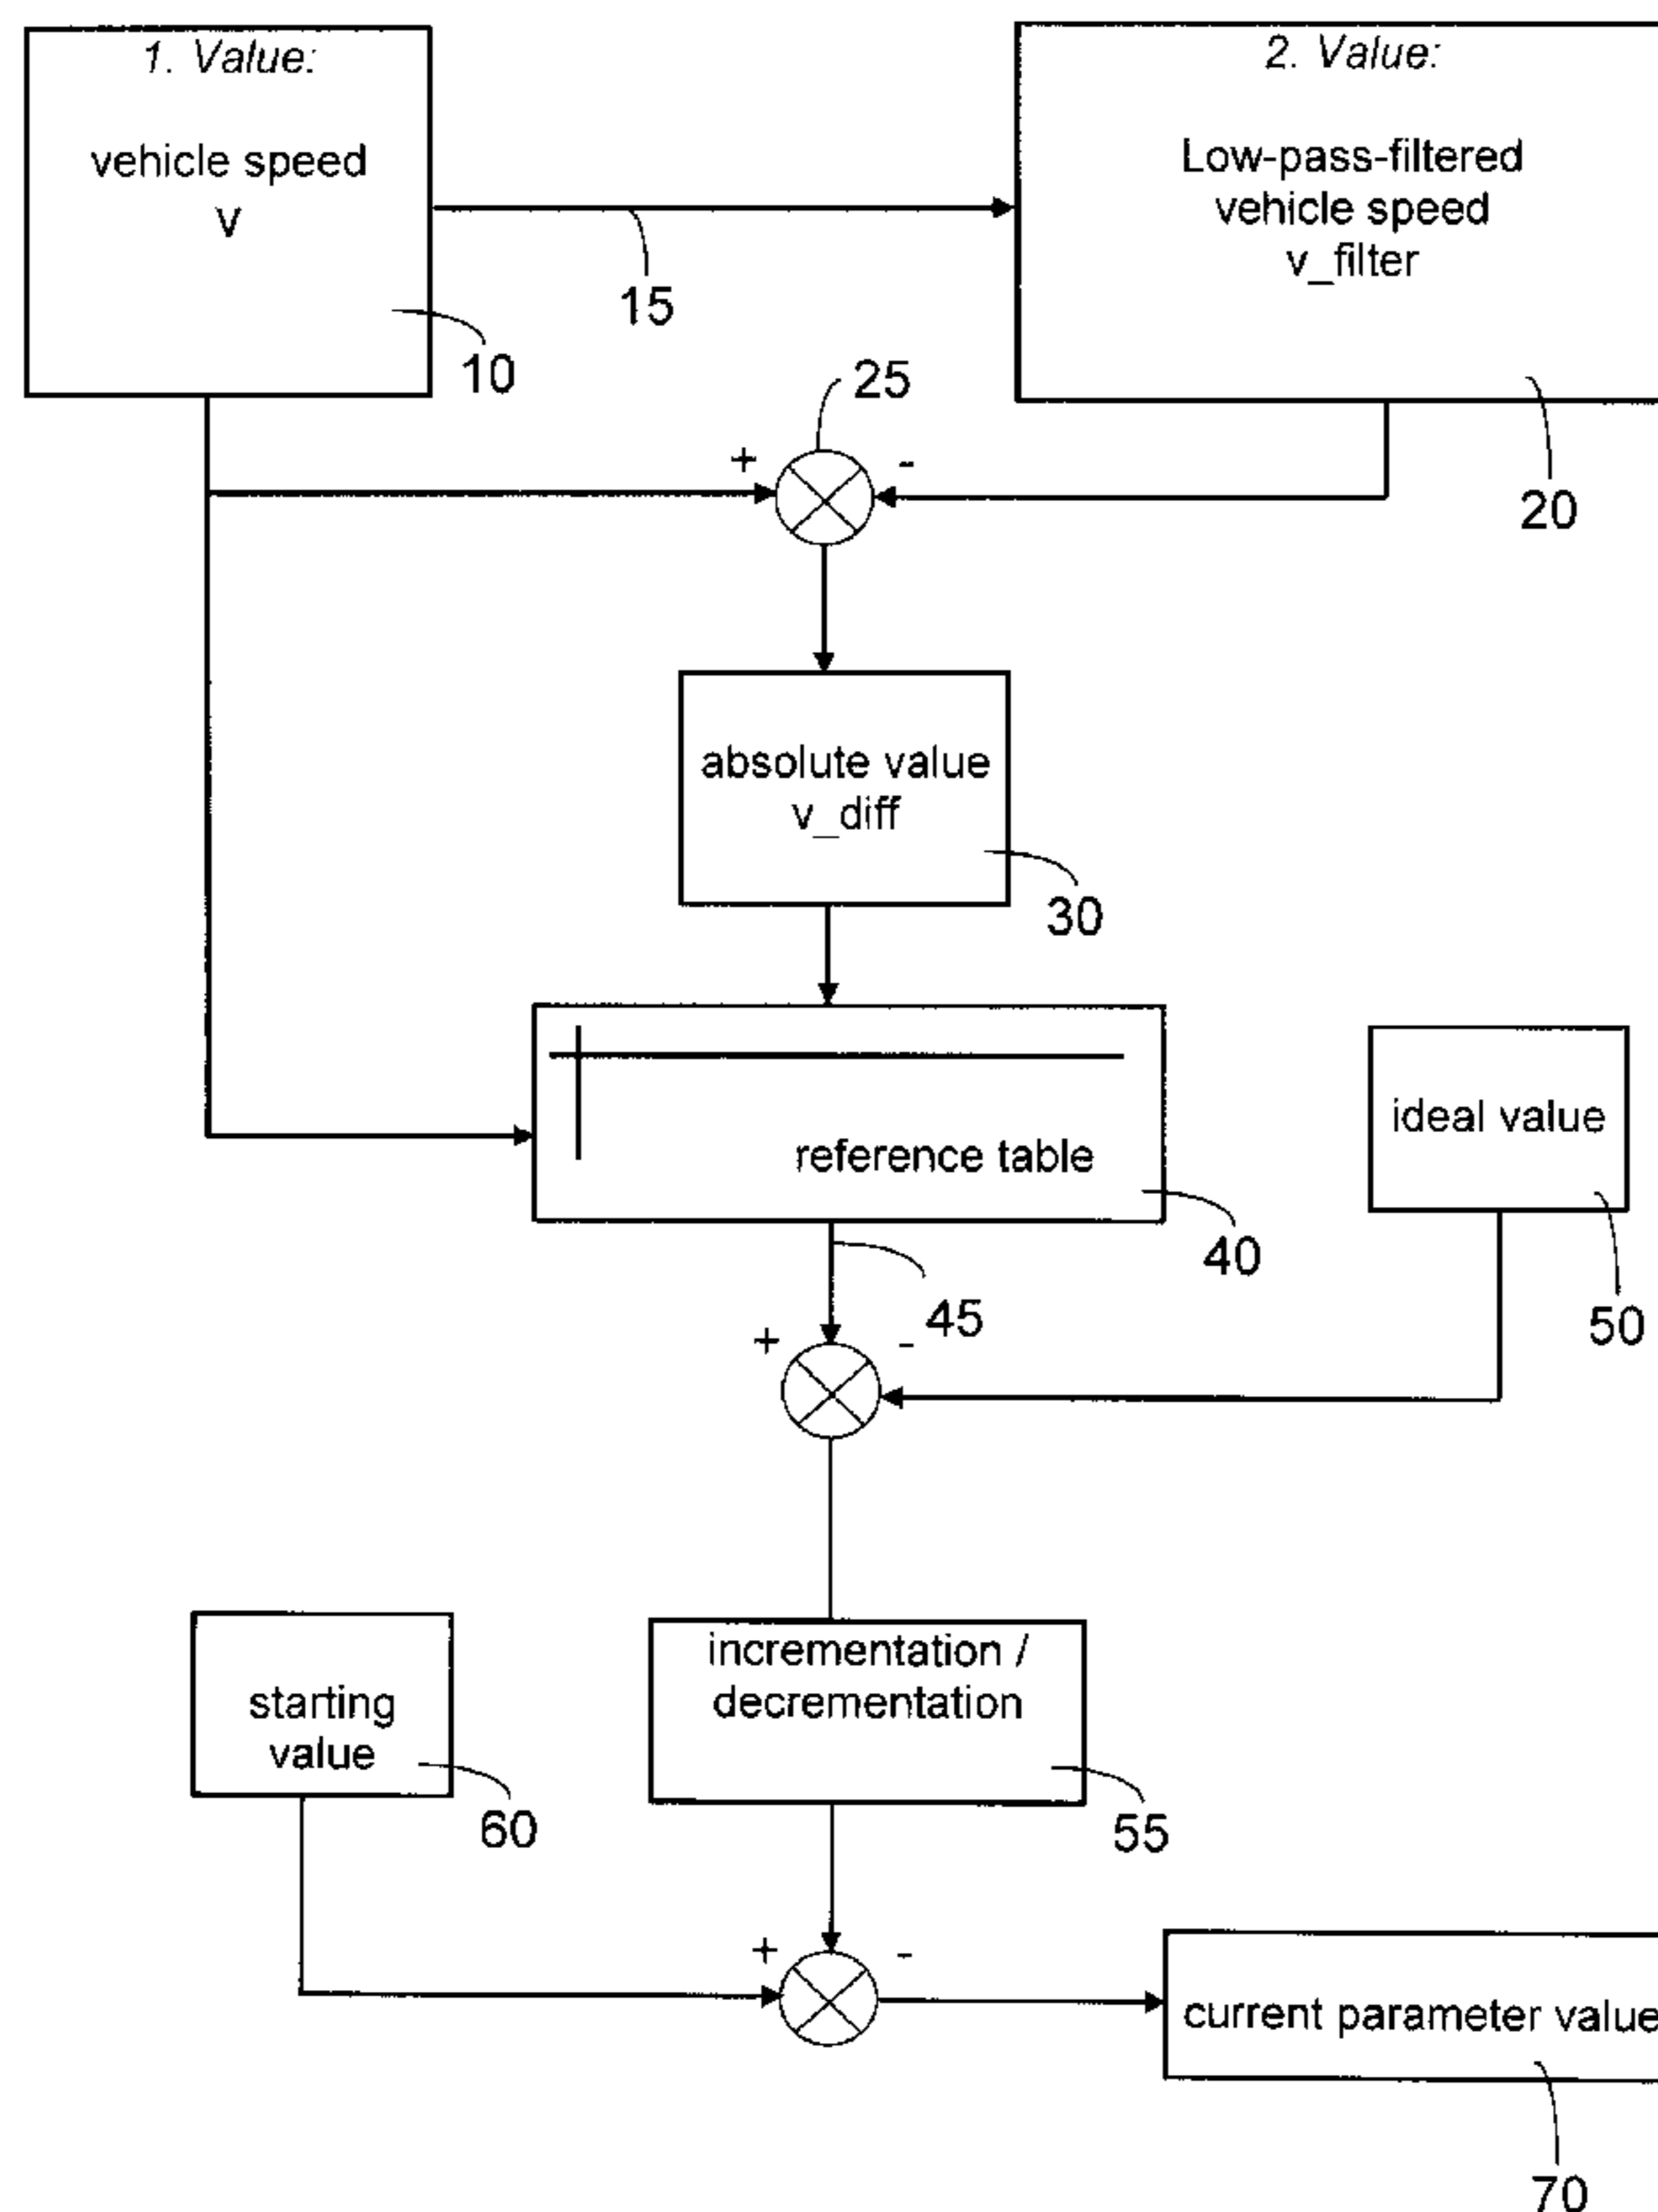 1. Value:
vehicle speed
v
10
15
2. Value:
Low-pass-filtered
vehicle speed
v_filter
20
25
+
-
absolute value
v_diff
30
reference table
40
ideal value
50
45
+
-
incrementation /
decrementation
55
starting
value
60
+
-
current parameter value
70